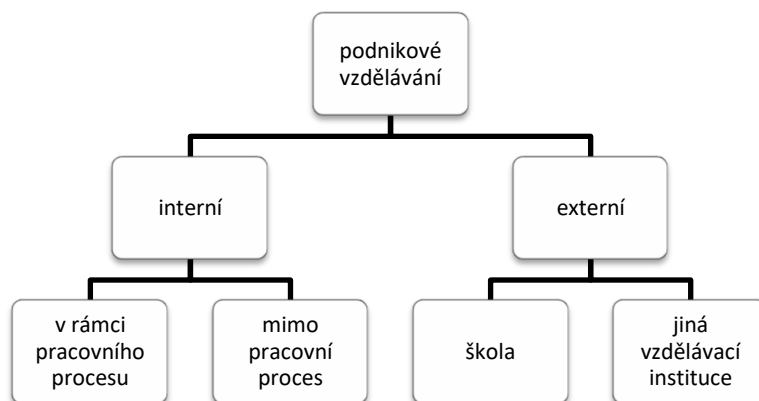 podnikové
vzdělávání
interní
externí
v rámci
pracovního
procesu
mimo
pracovní
proces
škola
jiná
vzdělávací
instituce